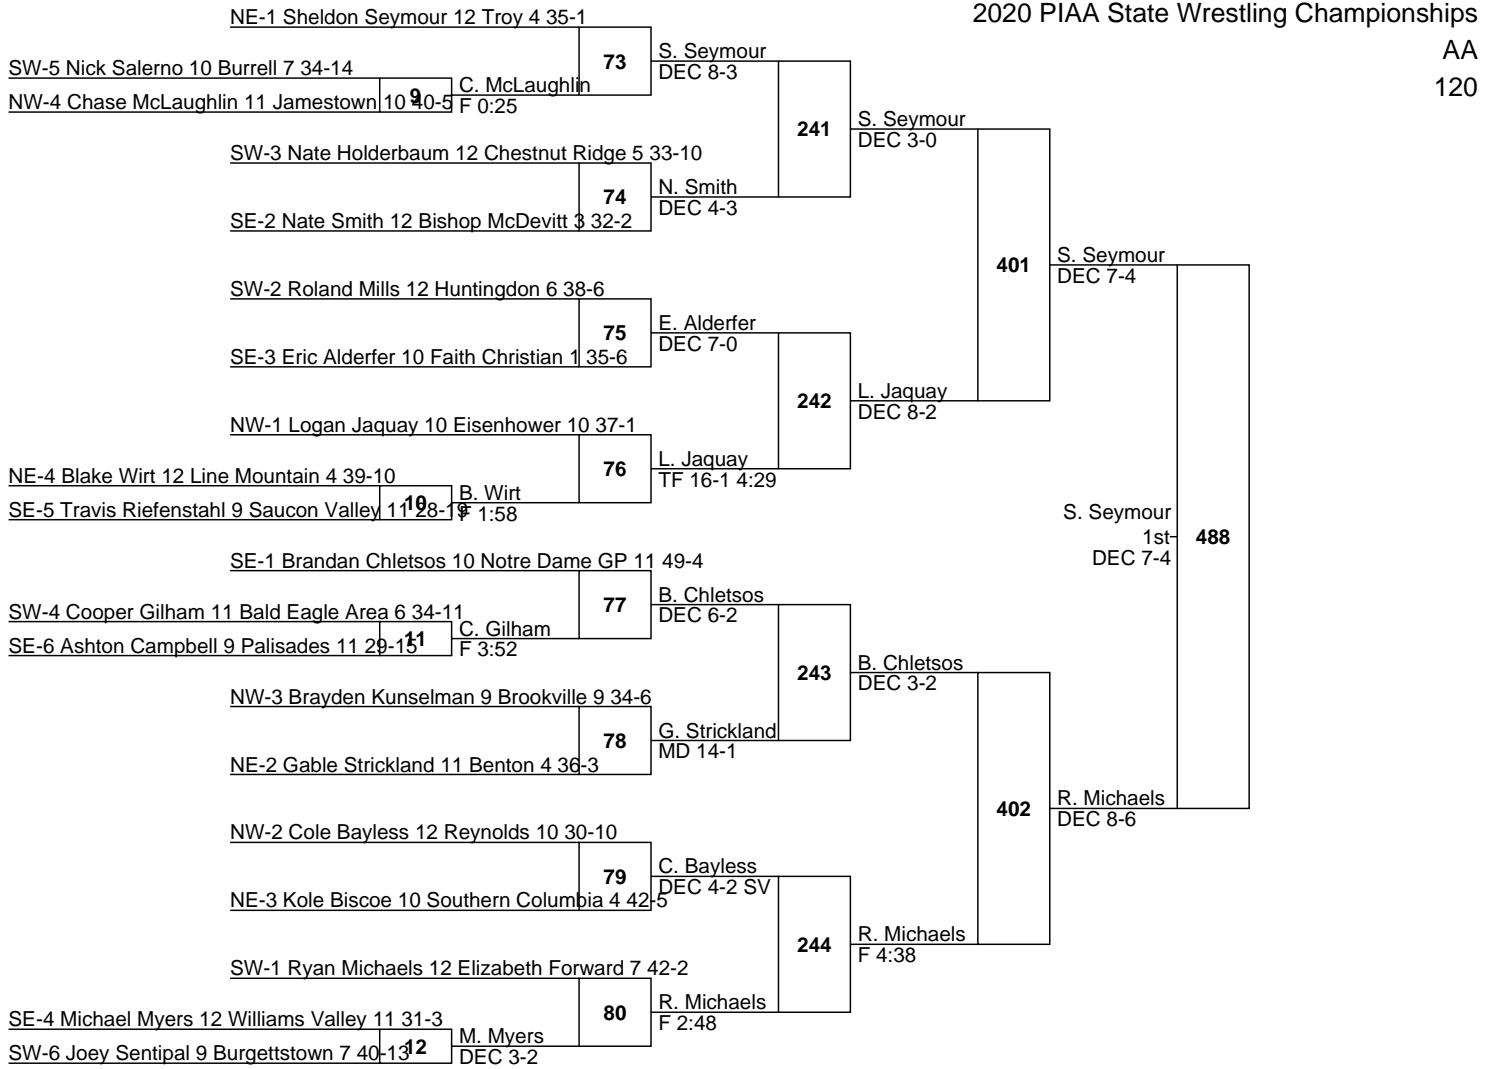 2020 PIAA State Wrestling Championships
AA
120
NE-1 Sheldon Seymour 12 Troy 4 35-1
73
S. Seymour
DEC 8-3
SW-5 Nick Salerno 10 Burrell 7 34-14
9
C. McLaughlin
F 0:25
NW-4 Chase McLaughlin 11 Jamestown 10 40-5
241
S. Seymour
DEC 3-0
SW-3 Nate Holderbaum 12 Chestnut Ridge 5 33-10
74
N. Smith
DEC 4-3
SE-2 Nate Smith 12 Bishop McDevitt 3 32-2
401
S. Seymour
DEC 7-4
SW-2 Roland Mills 12 Huntingdon 6 38-6
75
E. Alderfer
DEC 7-0
SE-3 Eric Alderfer 10 Faith Christian 1 35-6
242
L. Jaquay
DEC 8-2
NW-1 Logan Jaquay 10 Eisenhower 10 37-1
76
L. Jaquay
TF 16-1 4:29
NE-4 Blake Wirt 12 Line Mountain 4 39-10
10
B. Wirt
F 1:58
SE-5 Travis Riefenstahl 9 Saucon Valley 11 28-19
S. Seymour
1st
DEC 7-4
488
SE-1 Brandan Chletsos 10 Notre Dame GP 11 49-4
77
B. Chletsos
DEC 6-2
SW-4 Cooper Gilham 11 Bald Eagle Area 6 34-11
11
C. Gilham
F 3:52
SE-6 Ashton Campbell 9 Palisades 11 29-15
243
B. Chletsos
DEC 3-2
NW-3 Brayden Kunselman 9 Brookville 9 34-6
78
G. Strickland
MD 14-1
NE-2 Gable Strickland 11 Benton 4 36-3
402
R. Michaels
DEC 8-6
NW-2 Cole Bayless 12 Reynolds 10 30-10
79
C. Bayless
DEC 4-2 SV
NE-3 Kole Biscoe 10 Southern Columbia 4 42-5
244
R. Michaels
F 4:38
SW-1 Ryan Michaels 12 Elizabeth Forward 7 42-2
80
R. Michaels
F 2:48
SE-4 Michael Myers 12 Williams Valley 11 31-3
12
M. Myers
DEC 3-2
SW-6 Joey Sentipal 9 Burgettstown 7 40-13